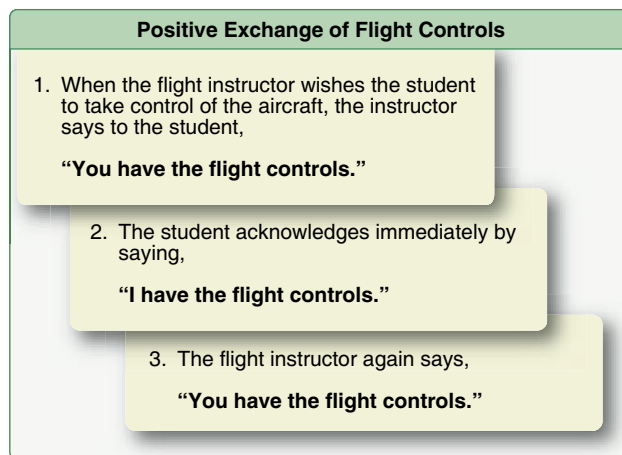 Positive Exchange of Flight Controls
1. When the flight instructor wishes the student
to take control of the aircraft, the instructor
says to the student,
“You have the flight controls.”
2. The student acknowledges immediately by
saying,
“I have the flight controls.”
3. The flight instructor again says,
“You have the flight controls.”